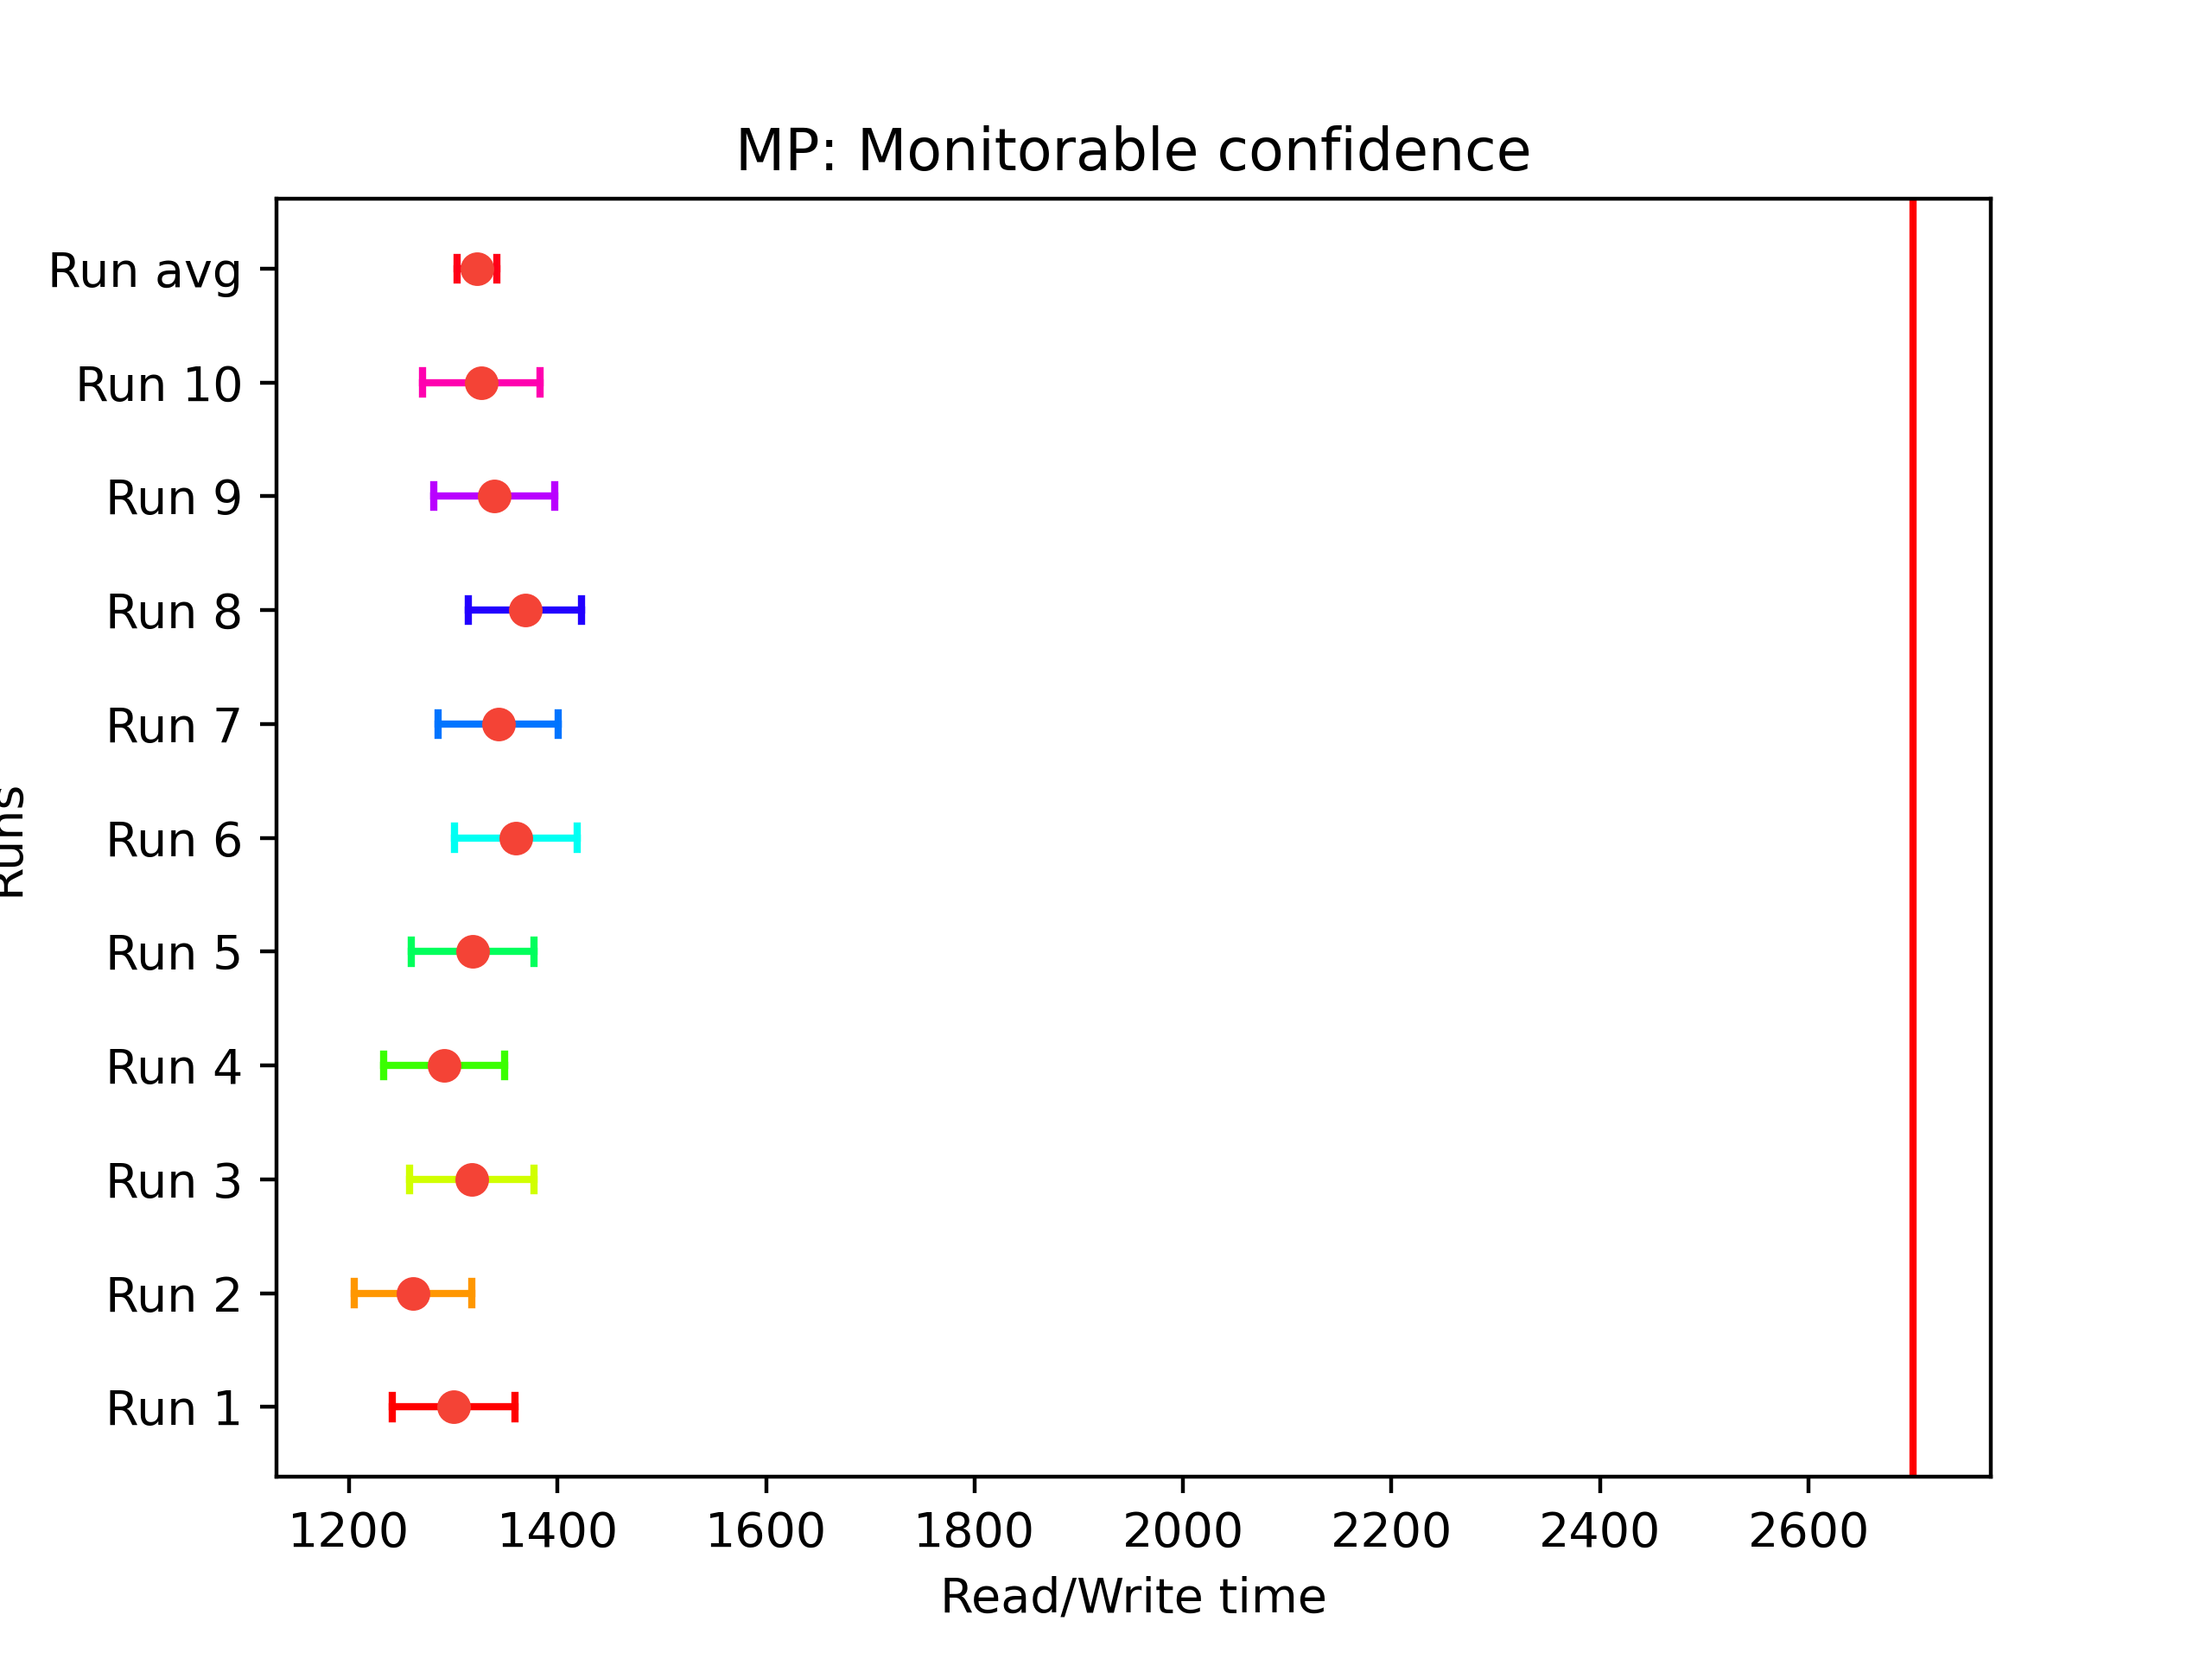 MP: Monitorable confidence
Run avg
Run 10
Run 9
Run 8
Run 7
Run 6
Run 5
Run 4
Run 3
Run 2
Run 1
Runs
1200 1400 1600 1800 2000 2200 2400 2600
Read/Write time